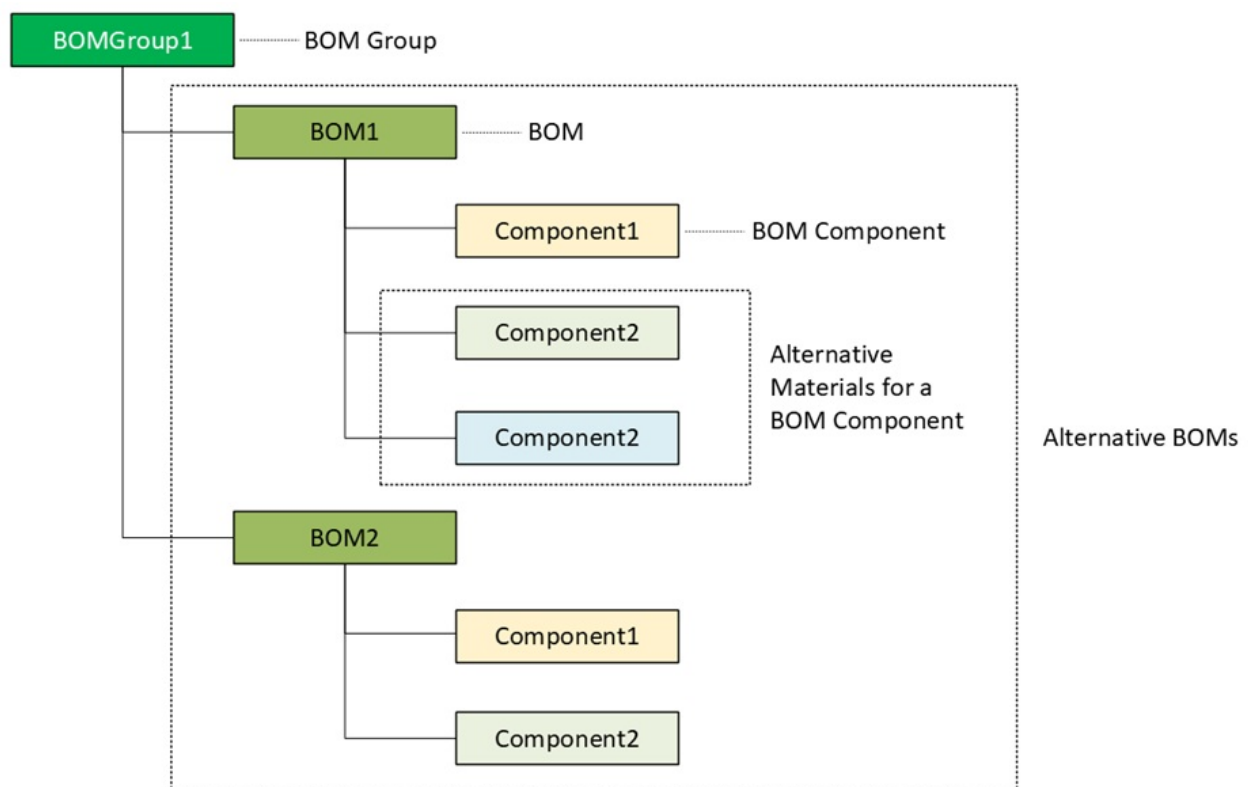 BOMGroup1
BOM Group
BOM1
BOM
Component1
BOM Component
Component2
Alternative
Materials for a
BOM Component
Component2
Alternative BOMs
BOM2
Component1
Component2